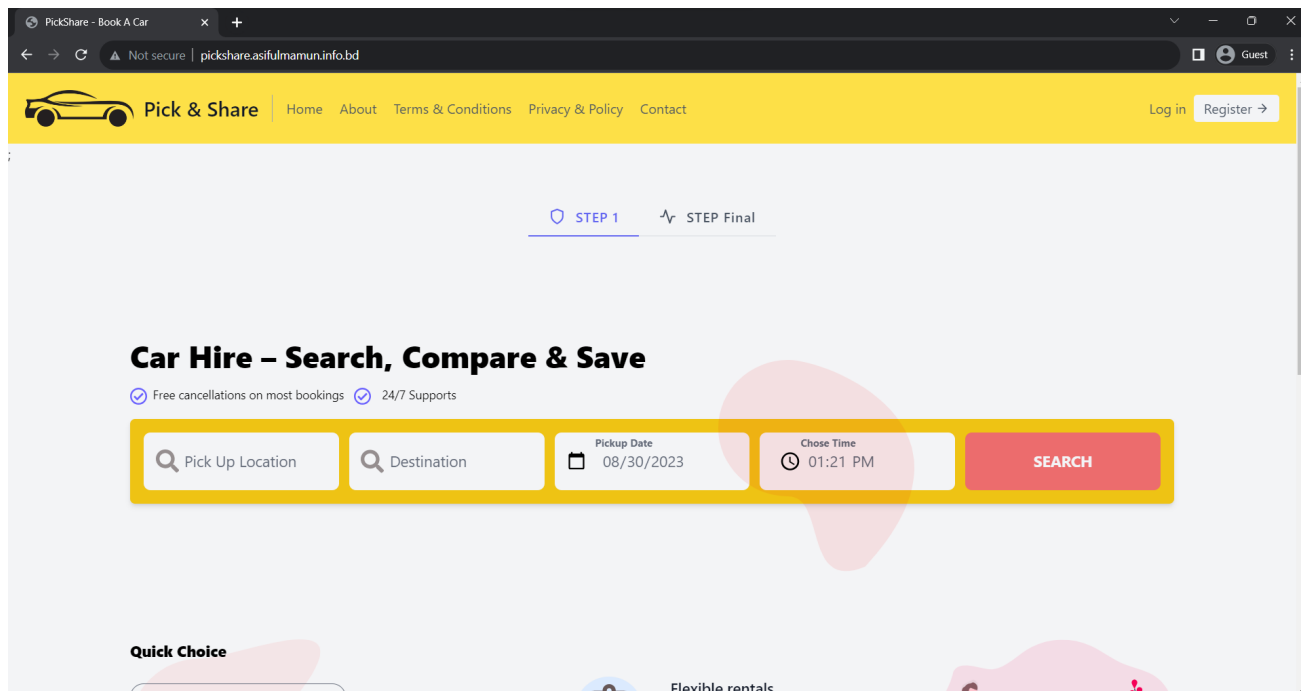 PickShare - Book A Car
Not secure | pickshare.asifulmamun.info.bd
Guest
Pick & Share
Home About Terms & Conditions Privacy & Policy Contact
Log in Register →
;
STEP 1 STEP Final
Car Hire – Search, Compare & Save
Free cancellations on most bookings 24/7 Supports
Pick Up Location
Destination
Pickup Date
08/30/2023
Chose Time
01:21 PM
SEARCH
Quick Choice
Flexible rentals